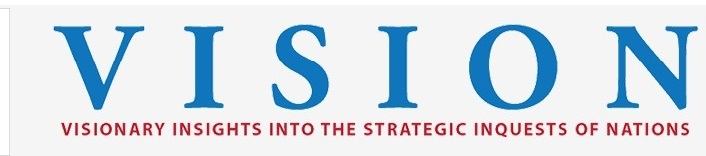 VISION
VISIONARY INSIGHTS INTO THE STRATEGIC INQUESTS OF NATIONS